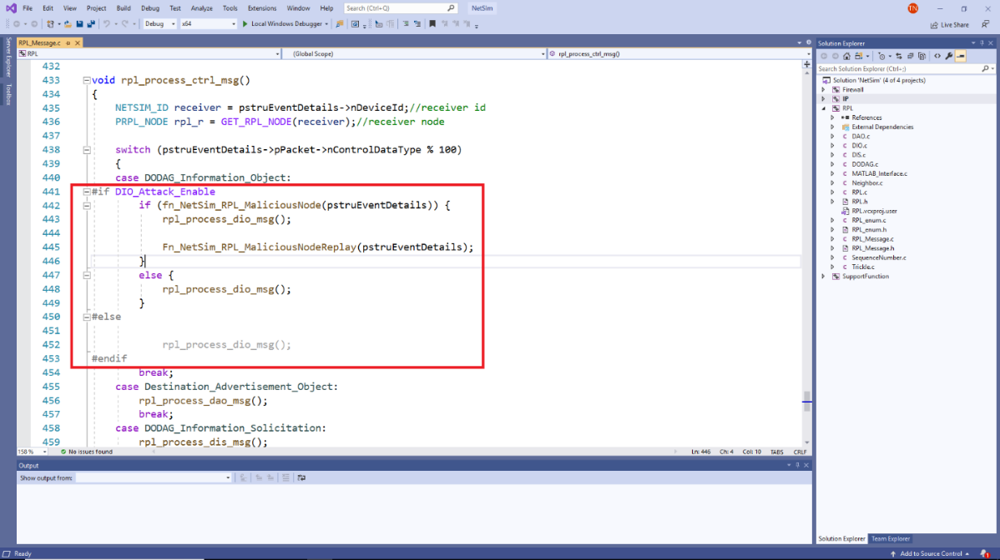 File Edit View Project Build Debug Test Analyze Tools Extensions Window Help Search (Ctrl+Q) NetSim TN
Debug x64 Local Windows Debugger Live Share
Server Explorer
Toolbox
RPL_Message.c
RPL (Global Scope) rpl_process_ctrl_msg()
432
433 void rpl_process_ctrl_msg()
434 {
435 NETSIM_ID receiver = pstruEventDetails->nDeviceId;//receiver id
436 PRPL_NODE rpl_r = GET_RPL_NODE(receiver);//receiver node
437
438 switch (pstruEventDetails->pPacket->nControlDataType % 100)
439 {
440 case DODAG_Information_Object:
441 #if DIO_Attack_Enable
442 if (fn_NetSim_RPL_MaliciousNode(pstruEventDetails)) {
443 rpl_process_dio_msg();
444
445 Fn_NetSim_RPL_MaliciousNodeReplay(pstruEventDetails);
446 }
447 else {
448 rpl_process_dio_msg();
449 }
450 #else
451
452 rpl_process_dio_msg();
453 #endif
454 break;
455 case Destination_Advertisement_Object:
456 rpl_process_dao_msg();
457 break;
458 case DODAG_Information_Solicitation:
459 rpl_process_dis_msg();
158 % No issues found Ln: 446 Ch: 4 Col: 10 TABS CRLF
Output
Show output from:
Solution Explorer
Search Solution Explorer (Ctrl+;)
Solution 'NetSim' (4 of 4 projects)
Firewall
IP
RPL
References
External Dependencies
DAO.c
DIO.c
DIS.c
DODAG.c
MATLAB_Interface.c
Neighbor.c
RPL.c
RPL.h
RPL.vcxproj.user
RPL_enum.c
RPL_enum.h
RPL_Message.c
RPL_Message.h
SequenceNumber.c
Trickle.c
SupportFunction
Solution Explorer Team Explorer
Ready Add to Source Control 1